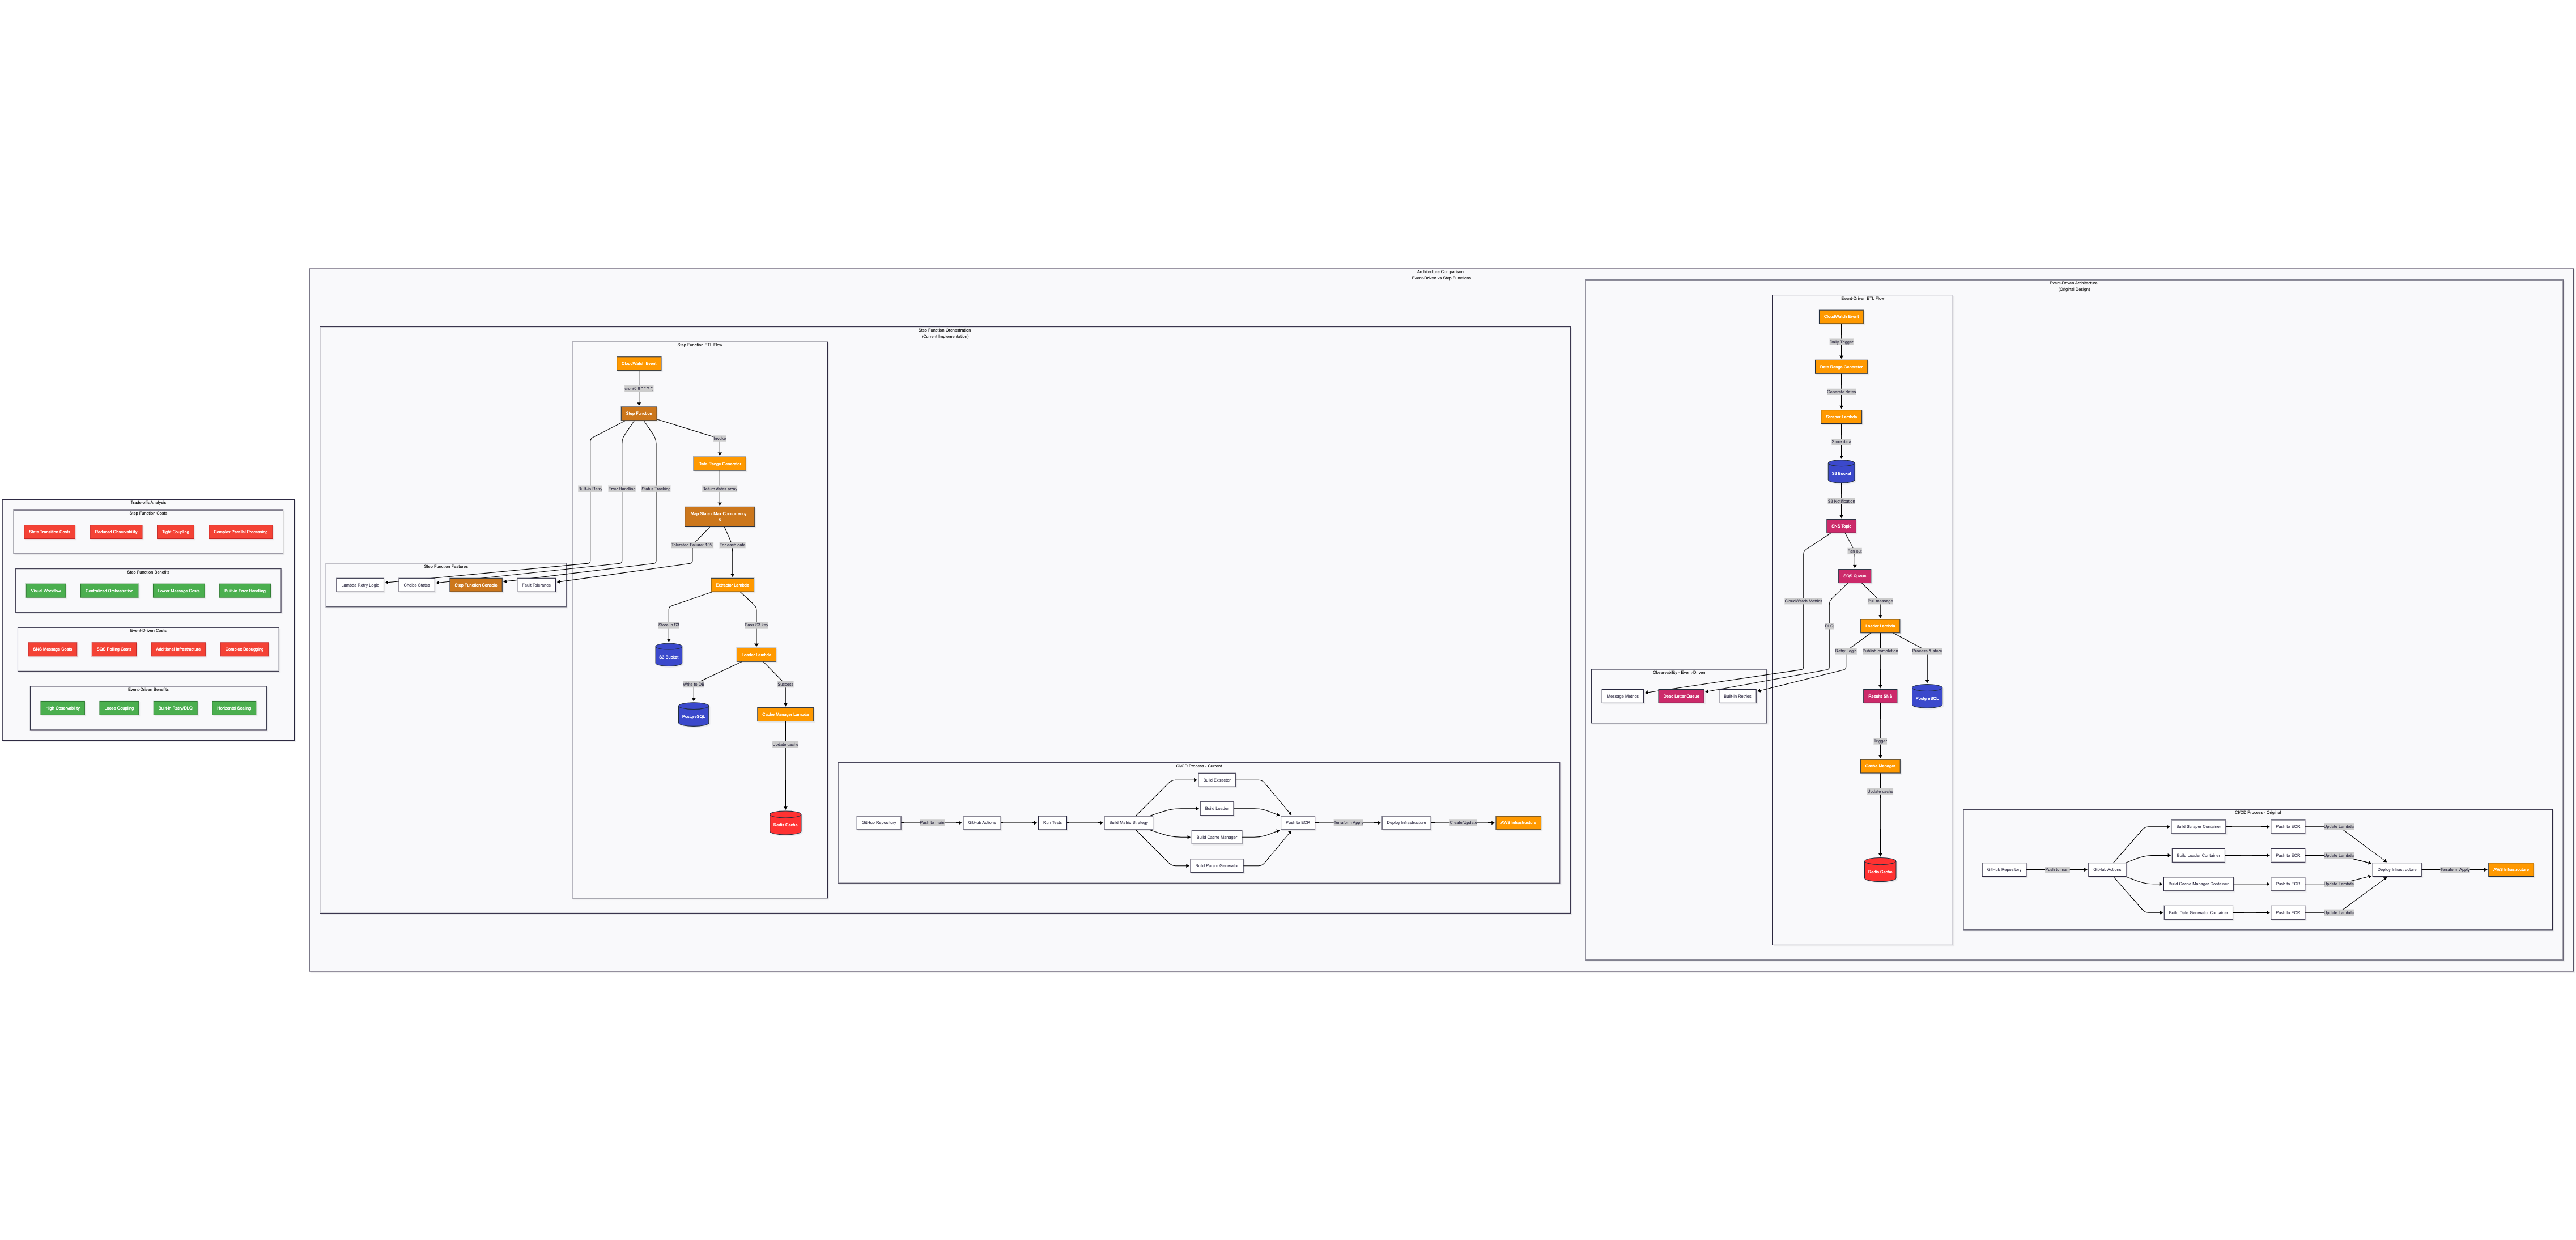 Architecture Comparison:
Event-Driven vs Step Functions
Trade-offs Analysis
Step Function Costs
State Transition Costs
Reduced Observability
Tight Coupling
Complex Parallel Processing
Step Function Benefits
Visual Workflow
Centralized Orchestration
Lower Message Costs
Built-in Error Handling
Event-Driven Costs
SNS Message Costs
SQS Polling Costs
Additional Infrastructure
Complex Debugging
Event-Driven Benefits
High Observability
Loose Coupling
Built-in Retry/DLQ
Horizontal Scaling
Step Function Orchestration
(Current Implementation)
Step Function ETL Flow
CloudWatch Event
Step Function
Invoke
Date Range Generator
Built-in Retry
Error Handling
Status Tracking
Return dates array
Map State - Max Concurrency:
5
Tolerated Failure: 10%
For each date
Step Function Features
Lambda Retry Logic
Choice States
Step Function Console
Fault Tolerance
Extractor Lambda
Store in S3
Pass S3 key
S3 Bucket
Loader Lambda
Write to DB
Success
PostgreSQL
Cache Manager Lambda
Update cache
Redis Cache
CI/CD Process - Current
GitHub Repository
Push to main
GitHub Actions
Run Tests
Build Matrix Strategy
Build Extractor
Build Loader
Build Cache Manager
Build Param Generator
Push to ECR
Terraform Apply
Deploy Infrastructure
Create/Update
AWS Infrastructure
Event-Driven Architecture
(Original Design)
Event-Driven ETL Flow
CloudWatch Event
Daily Trigger
Date Range Generator
Generate dates
Scraper Lambda
Store data
S3 Bucket
S3 Notification
SNS Topic
Fan out
SQS Queue
CloudWatch Metrics
Pull message
DLQ
Loader Lambda
Retry Logic
Publish completion
Process & store
Observability - Event-Driven
Message Metrics
Dead Letter Queue
Built-in Retries
Results SNS
PostgreSQL
Trigger
Cache Manager
Update cache
Redis Cache
CI/CD Process - Original
GitHub Repository
Push to main
GitHub Actions
Build Scraper Container
Push to ECR
Update Lambda
Build Loader Container
Push to ECR
Update Lambda
Build Cache Manager Container
Push to ECR
Update Lambda
Build Date Generator Container
Push to ECR
Update Lambda
Deploy Infrastructure
Terraform Apply
AWS Infrastructure